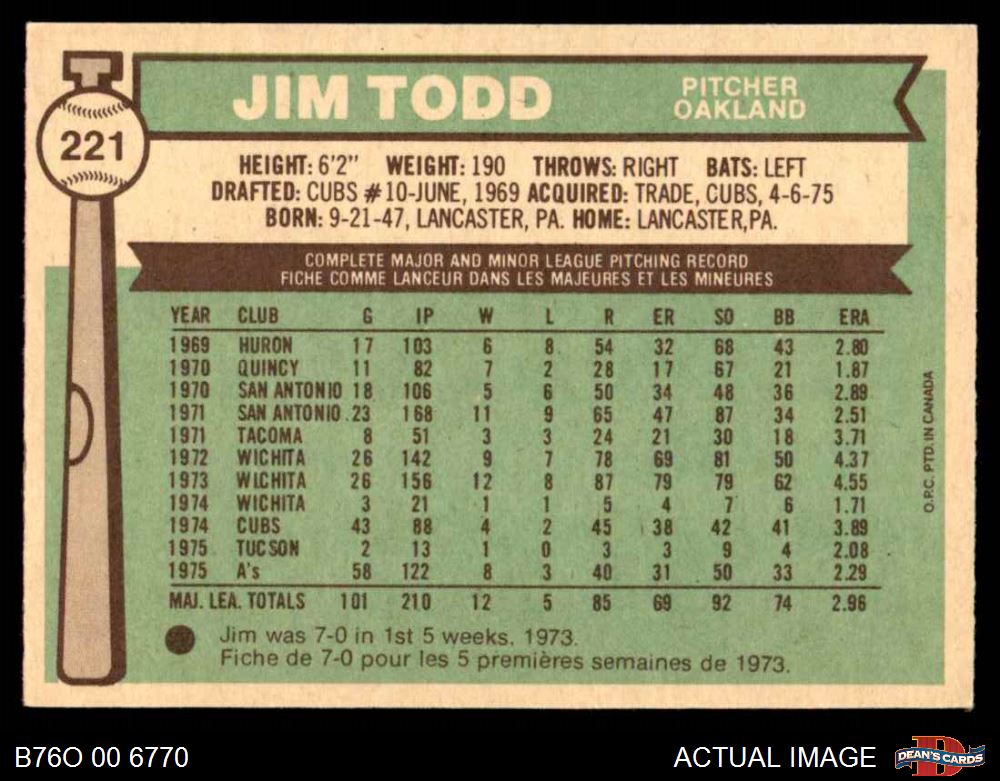 JIM TODD
PITCHER
OAKLAND
221
HEIGHT: 6'2" WEIGHT: 190 THROWS: RIGHT BATS: LEFT
DRAFTED: CUBS #10-JUNE, 1969 ACQUIRED: TRADE, CUBS, 4-6-75
BORN: 9-21-47, LANCASTER, PA. HOME: LANCASTER, PA.
COMPLETE MAJOR AND MINOR LEAGUE PITCHING RECORD
FICHE COMME LANCEUR DANS LES MAJEURES ET LES MINEURES
YEAR CLUB G IP W L R ER SO BB ERA
1969 HURON 17 103 6 8 54 32 68 43 2.80
1970 QUINCY 11 82 7 2 28 17 67 21 1.87
1970 SAN ANTONIO 18 106 5 6 50 34 48 36 2.89
1971 SAN ANTONIO 23 168 11 9 65 47 87 34 2.51
1971 TACOMA 8 51 3 3 24 21 30 18 3.71
1972 WICHITA 26 142 9 7 78 69 81 50 4.37
1973 WICHITA 26 156 12 8 87 79 79 62 4.55
1974 WICHITA 3 21 1 1 5 4 7 6 1.71
1974 CUBS 43 88 4 2 45 38 42 41 3.89
1975 TUCSON 2 13 1 0 3 3 9 4 2.08
1975 A's 58 122 8 3 40 31 50 33 2.29
MAJ. LEA. TOTALS 101 210 12 5 85 69 92 74 2.96
Jim was 7-0 in 1st 5 weeks, 1973.
Fiche de 7-0 pour les 5 premières semaines de 1973.
O.P.C. PTD. IN CANADA
B76O 00 6770
ACTUAL IMAGE
DEAN'S CARDS